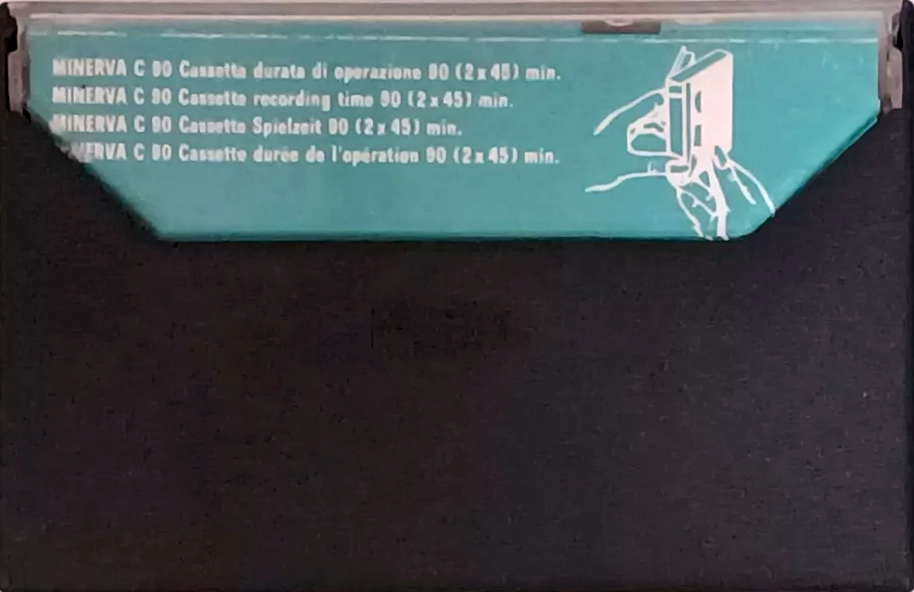 MINERVA C 90 Cassetta durata di operazione 90 (2 x 45) min.
MINERVA C 90 Cassette recording time 90 (2 x 45) min.
MINERVA C 90 Cassette Spielzeit 90 (2 x 45) min.
MINERVA C 90 Cassette durée de l'opération 90 (2 x 45) min.